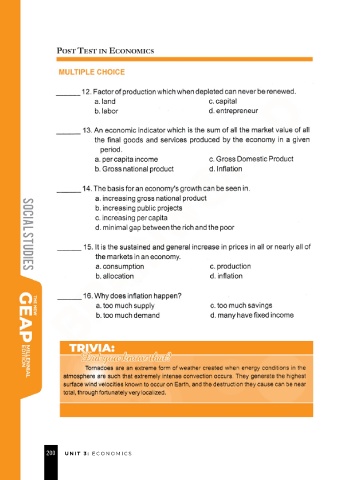 POST TEST IN ECONOMICS
MULTIPLE CHOICE
______ 12. Factor of production which when depleted can never be renewed.
a. land c. capital
b. labor d. entrepreneur
______ 13. An economic indicator which is the sum of all the market value of all
the final goods and services produced by the economy in a given
period.
a. per capita income c. Gross Domestic Product
b. Gross national product d. Inflation
______ 14. The basis for an economy's growth can be seen in.
a. increasing gross national product
b. increasing public projects
c. increasing per capita
d. minimal gap between the rich and the poor
______ 15. It is the sustained and general increase in prices in all or nearly all of
the markets in an economy.
a. consumption c. production
b. allocation d. inflation
______ 16. Why does inflation happen?
a. too much supply c. too much savings
b. too much demand d. many have fixed income
SOCIAL STUDIES
THE NEW
GEAP
MILLENNIAL
EDITION
TRIVIA:
Did you know that?
Tornadoes are an extreme form of weather created when energy conditions in the
atmosphere are such that extremely intense convection occurs. They generate the highest
surface wind velocities known to occur on Earth, and the destruction they cause can be near
total, through fortunately very localized.
200 UNIT 3: ECONOMICS